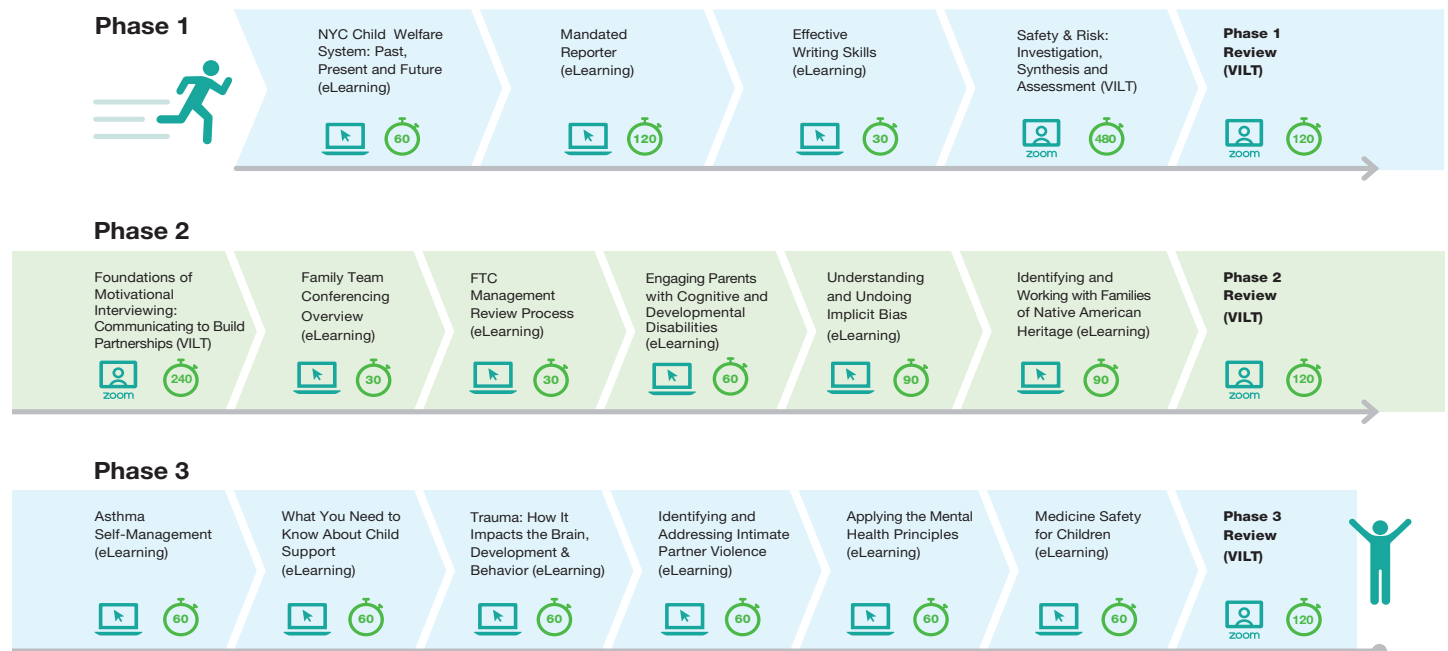 Phase 1
NYC Child Welfare
System: Past,
Present and Future
(eLearning)
60
Mandated
Reporter
(eLearning)
120
Effective
Writing Skills
(eLearning)
30
Safety & Risk:
Investigation,
Synthesis and
Assessment (VILT)
zoom
480
Phase 1
Review
(VILT)
zoom
120
Phase 2
Foundations of
Motivational
Interviewing:
Communicating to Build
Partnerships (VILT)
zoom
240
Family Team
Conferencing
Overview
(eLearning)
30
FTC
Management
Review Process
(eLearning)
30
Engaging Parents
with Cognitive and
Developmental
Disabilities
(eLearning)
60
Understanding
and Undoing
Implicit Bias
(eLearning)
90
Identifying and
Working with Families
of Native American
Heritage (eLearning)
90
Phase 2
Review
(VILT)
zoom
120
Phase 3
Asthma
Self-Management
(eLearning)
60
What You Need to
Know About Child
Support
(eLearning)
60
Trauma: How It
Impacts the Brain,
Development &
Behavior (eLearning)
60
Identifying and
Addressing Intimate
Partner Violence
(eLearning)
60
Applying the Mental
Health Principles
(eLearning)
60
Medicine Safety
for Children
(eLearning)
60
Phase 3
Review
(VILT)
zoom
120